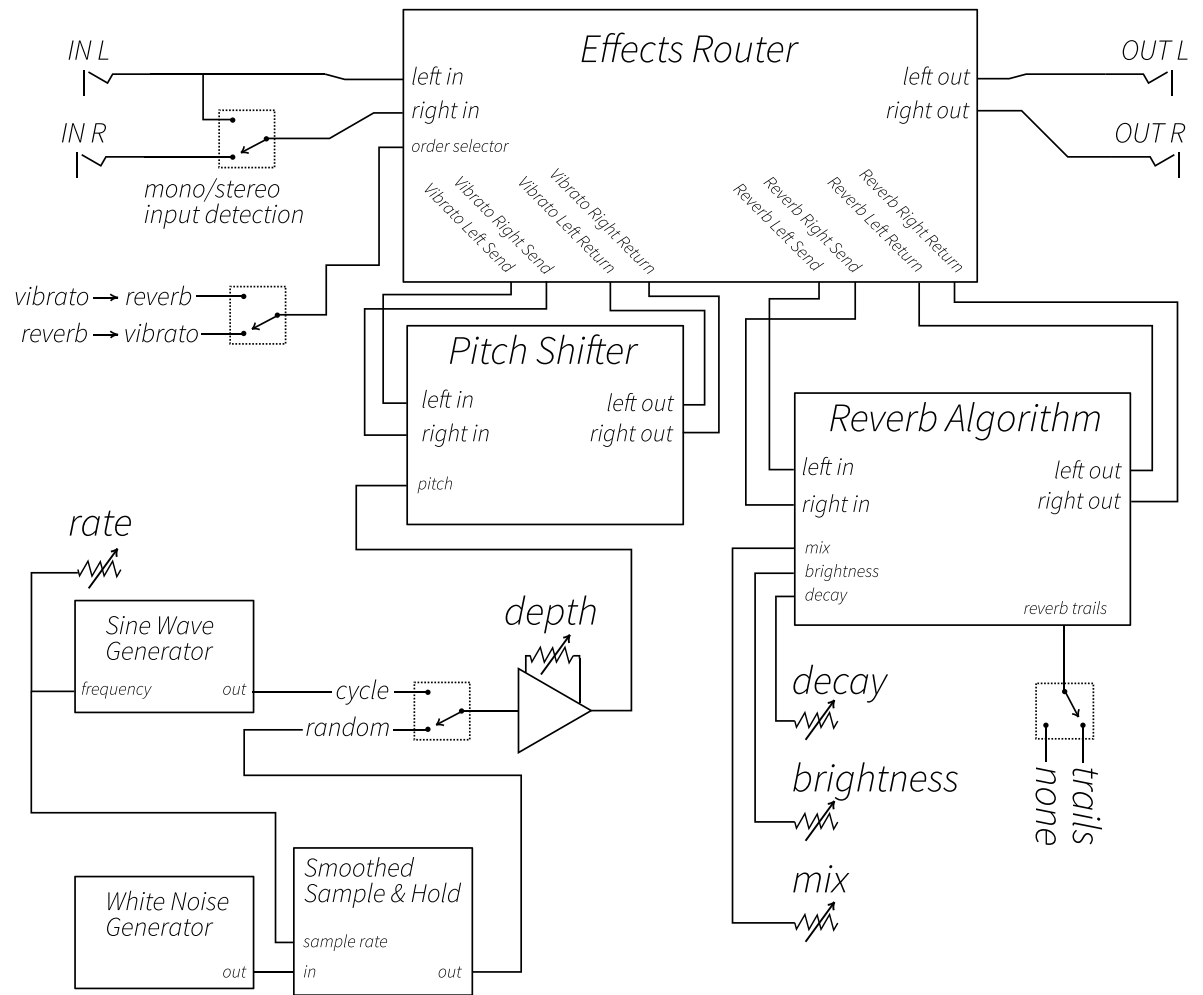 Effects Router
IN L
OUT L
left in
left out
right in
right out
IN R
OUT R
order selector
mono/stereo
input detection
Vibrato Left Send
Vibrato Right Send
Vibrato Left Return
Vibrato Right Return
Reverb Left Send
Reverb Right Send
Reverb Left Return
Reverb Right Return
vibrato → reverb
reverb → vibrato
Pitch Shifter
left in
left out
right in
right out
pitch
Reverb Algorithm
left in
left out
right in
right out
mix
brightness
decay
reverb trails
rate
Sine Wave
Generator
frequency
out
cycle
random
depth
decay
brightness
mix
none
trails
Smoothed
Sample & Hold
sample rate
in
out
White Noise
Generator
out